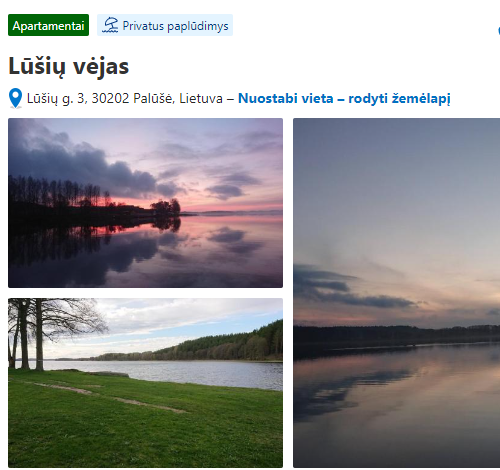 Apartamentai Privatus paplūdimys
Lūšių vėjas
Lūšių g. 3, 30202 Palūšė, Lietuva – Nuostabi vieta – rodyti žemėlapį